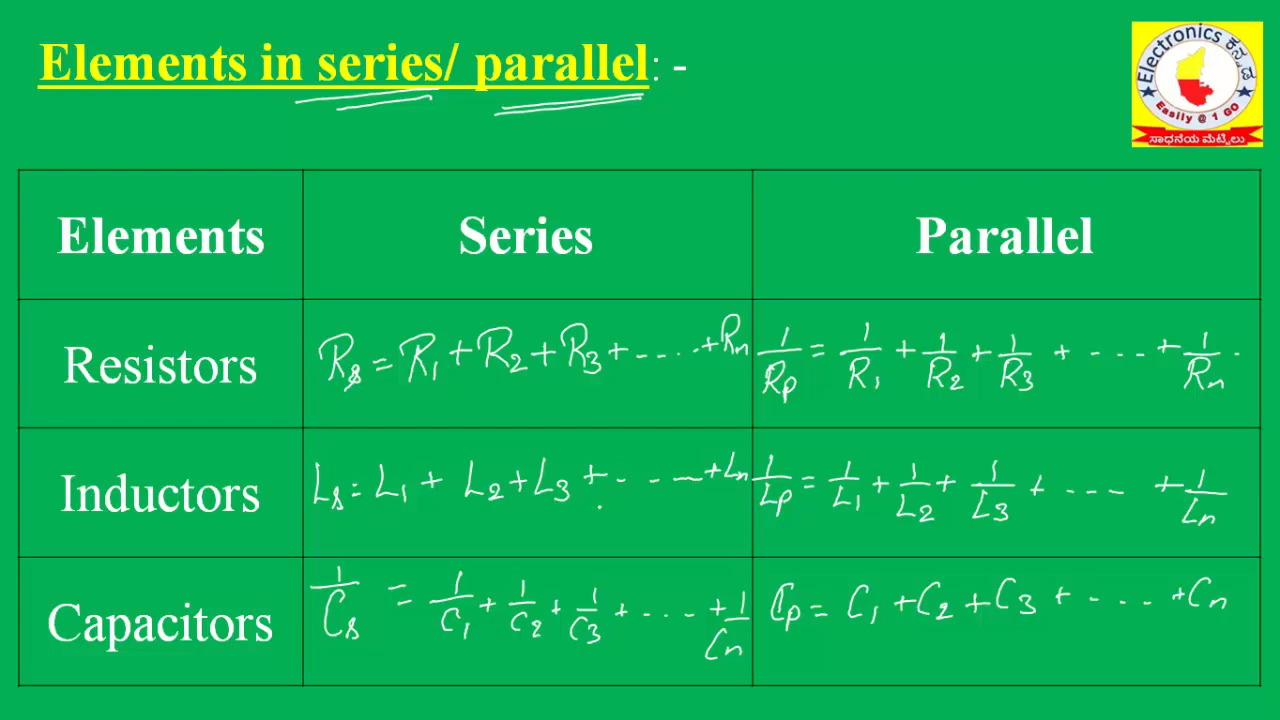 Elements in series/ parallel: -
Electronics ಕನ್ನಡ
Easily @ 1 GO
ಸಾಧನೆಯ ಮೆಟ್ಟಿಲು
Elements Series Parallel
Resistors Rs = R1 + R2 + R3 + .... + Rn 1/Rp = 1/R1 + 1/R2 + 1/R3 + .... + 1/Rn
Inductors Ls = L1 + L2 + L3 + .... + Ln 1/Lp = 1/L1 + 1/L2 + 1/L3 + .... + 1/Ln
Capacitors 1/Cs = 1/C1 + 1/C2 + 1/C3 + .... + 1/Cn Cp = C1 + C2 + C3 + .... + Cn